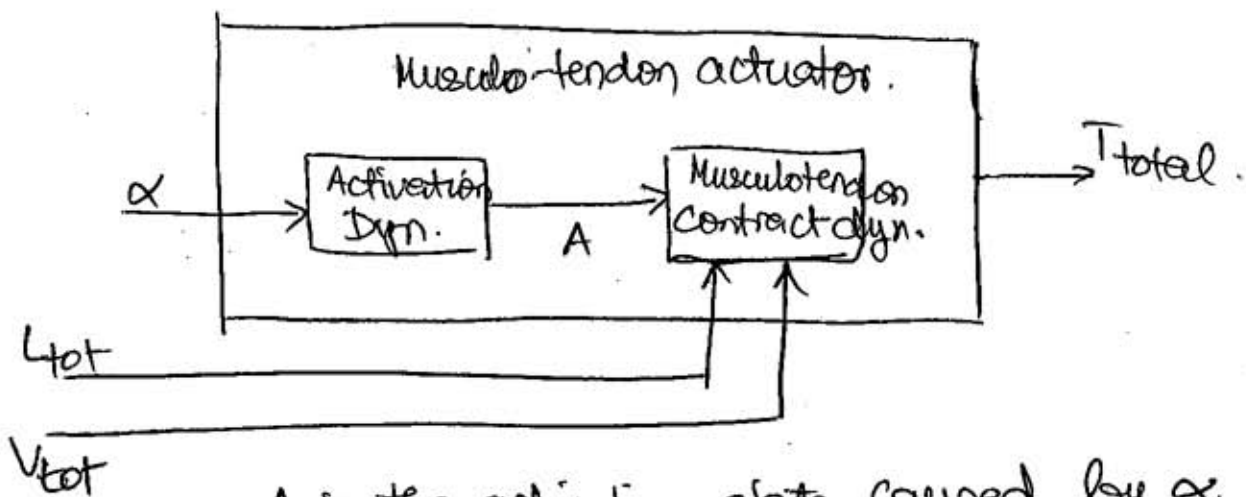 Musculo-tendon actuator.
α
Activation
Dyn.
A
Musculotendon
Contract dyn.
Ttotal.
Ltot
Vtot
A is the activation state caused by α